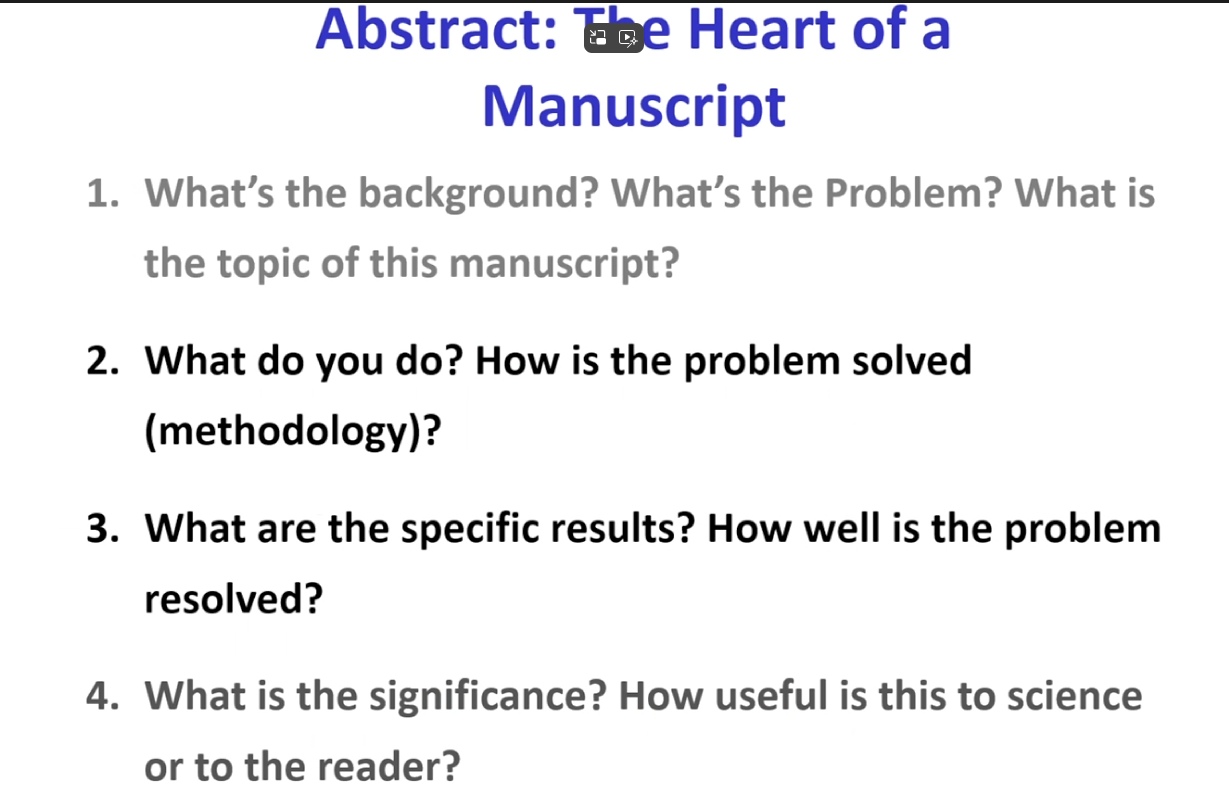 Abstract: The Heart of a
Manuscript
1. What’s the background? What’s the Problem? What is
the topic of this manuscript?
2. What do you do? How is the problem solved
(methodology)?
3. What are the specific results? How well is the problem
resolved?
4. What is the significance? How useful is this to science
or to the reader?